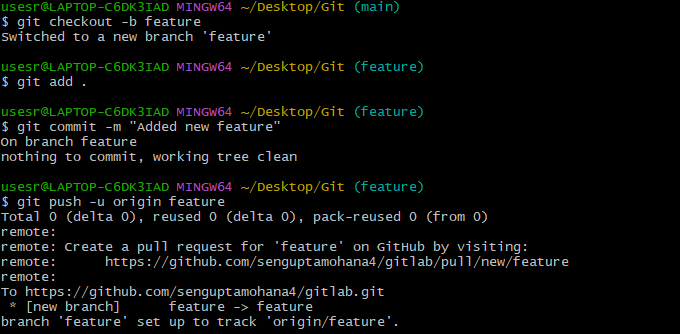 usesr@LAPTOP-C6DK3IAD MINGW64 ~/Desktop/Git (main)
$ git checkout -b feature
Switched to a new branch 'feature'
usesr@LAPTOP-C6DK3IAD MINGW64 ~/Desktop/Git (feature)
$ git add .
usesr@LAPTOP-C6DK3IAD MINGW64 ~/Desktop/Git (feature)
$ git commit -m "Added new feature"
On branch feature
nothing to commit, working tree clean
usesr@LAPTOP-C6DK3IAD MINGW64 ~/Desktop/Git (feature)
$ git push -u origin feature
Total 0 (delta 0), reused 0 (delta 0), pack-reused 0 (from 0)
remote:
remote: Create a pull request for 'feature' on GitHub by visiting:
remote:      https://github.com/senguptamohana4/gitlab/pull/new/feature
remote:
To https://github.com/senguptamohana4/gitlab.git
 * [new branch]      feature -> feature
branch 'feature' set up to track 'origin/feature'.